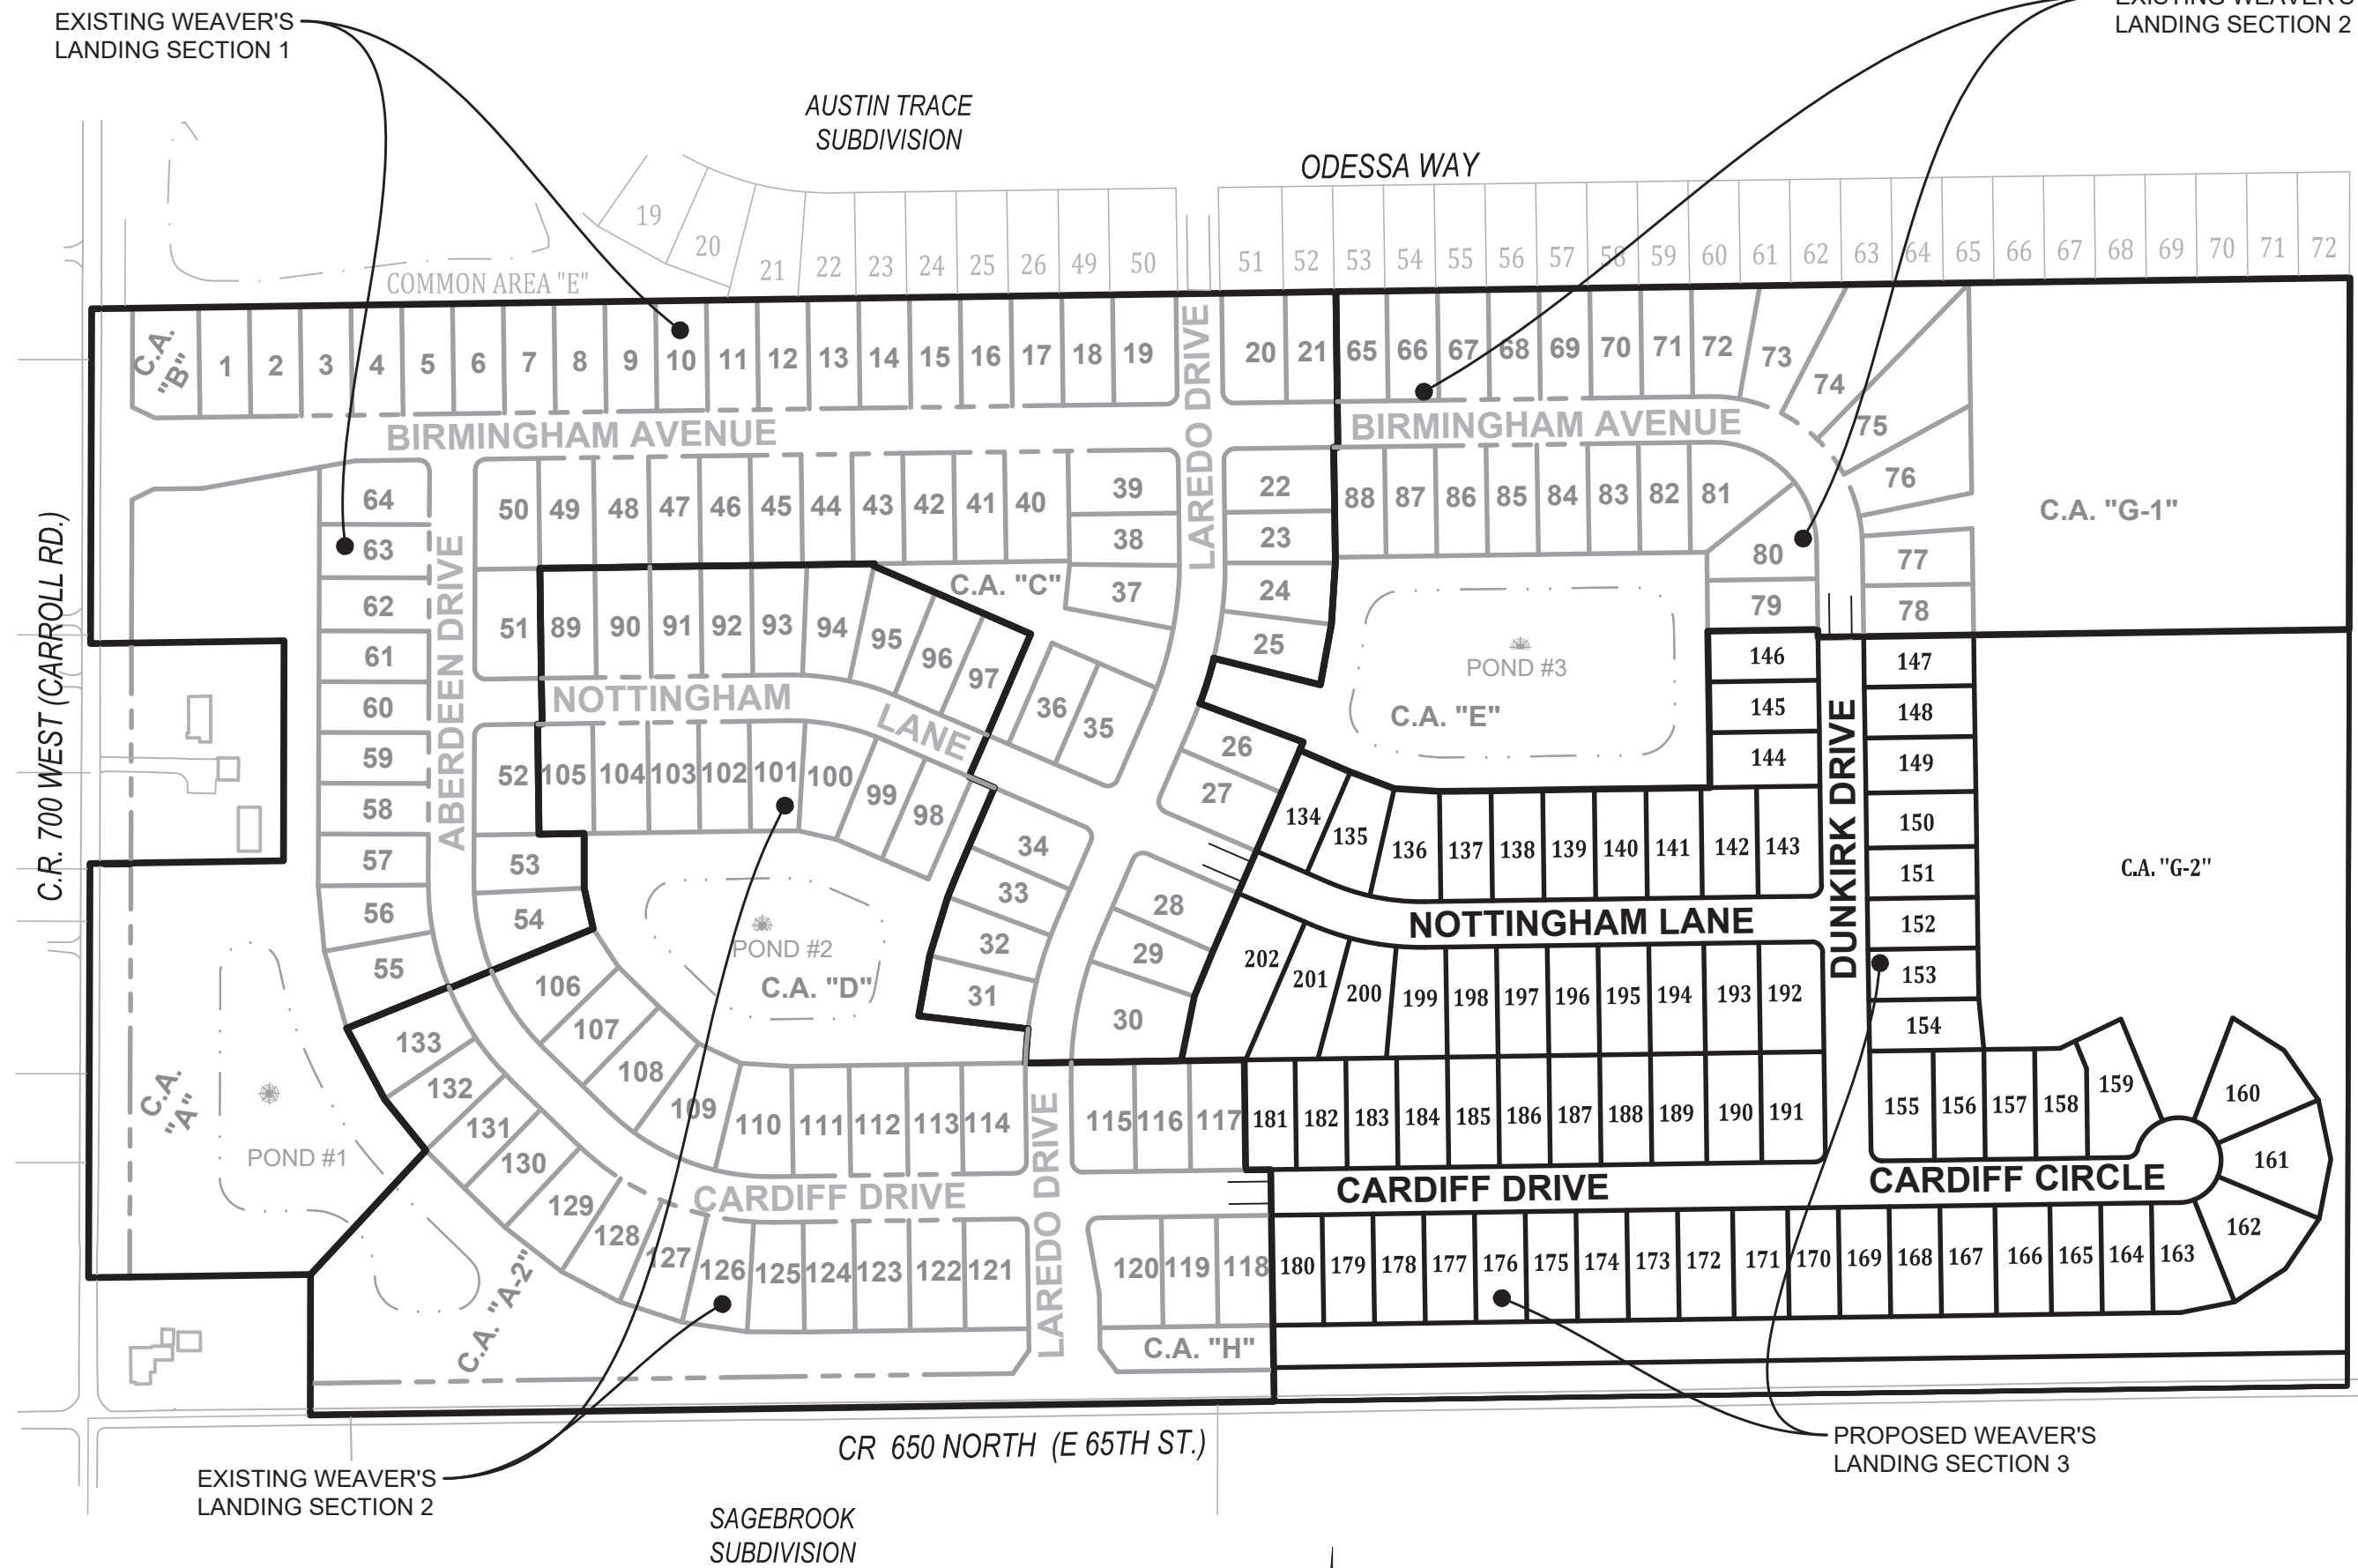 EXISTING WEAVER'S
LANDING SECTION 1
EXISTING WEAVER'S
LANDING SECTION 2
AUSTIN TRACE
SUBDIVISION
ODESSA WAY
19
20
21 22 23 24 25 26 49 50 51 52 53 54 55 56 57 58 59 60 61 62 63 64 65 66 67 68 69 70 71 72
COMMON AREA "E"
C.A.
"B"
1 2 3 4 5 6 7 8 9 10 11 12 13 14 15 16 17 18 19
LAREDO DRIVE
20 21 65 66 67 68 69 70 71 72 73
74
75
76
BIRMINGHAM AVENUE
BIRMINGHAM AVENUE
C.A. "G-1"
64
63
62
61
60
59
58
57
56
55
ABERDEEN DRIVE
50 49 48 47 46 45 44 43 42 41 40
39
38
37
LAREDO DRIVE
22
23
24
25
88 87 86 85 84 83 82 81
80
79
77
78
C.A. "C"
51 89 90 91 92 93 94 95 96 97
NOTTINGHAM
LANE
36 35
POND #3
C.A. "E"
146
145
144
147
148
149
150
151
152
153
154
DUNKIRK DRIVE
C.R. 700 WEST (CARROLL RD.)
52 105 104 103 102 101 100 99 98
26
27
53
54
34
33
32
31
28
29
30
134 135 136 137 138 139 140 141 142 143
C.A. "G-2"
NOTTINGHAM LANE
POND #2
C.A. "D"
202 201 200 199 198 197 196 195 194 193 192
106
107
108
109
110 111 112 113 114
LAREDO DRIVE
115 116 117 181 182 183 184 185 186 187 188 189 190 191
155 156 157 158 159
160
161
162
C.A.
"A"
POND #1
133
132
131
130
129
128
127
126 125 124 123 122 121
CARDIFF DRIVE
CARDIFF DRIVE
CARDIFF CIRCLE
120 119 118 180 179 178 177 176 175 174 173 172 171 170 169 168 167 166 165 164 163
C.A. "A-2"
C.A. "H"
CR 650 NORTH (E 65TH ST.)
PROPOSED WEAVER'S
LANDING SECTION 3
EXISTING WEAVER'S
LANDING SECTION 2
SAGEBROOK
SUBDIVISION